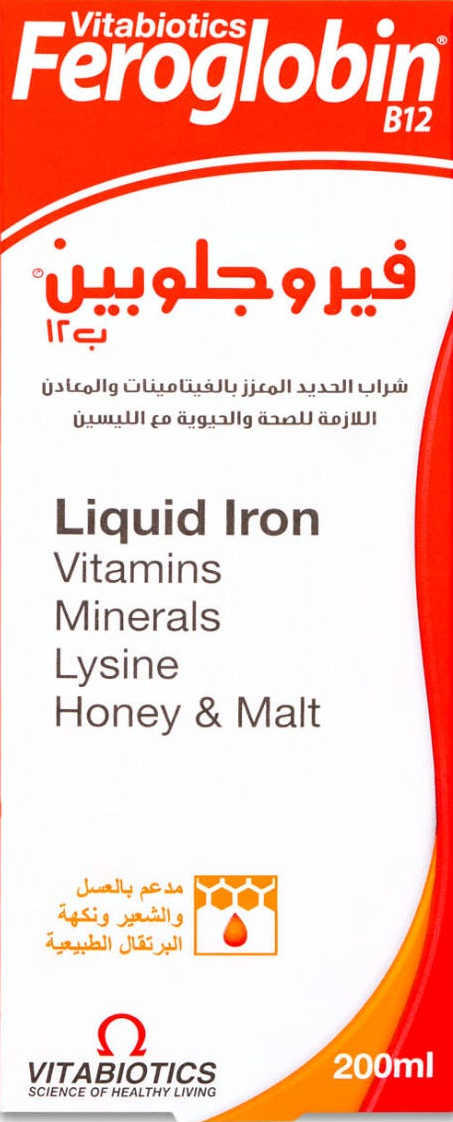 Vitabiotics
Feroglobin®
B12
فيروجلوبين®
ب١٢
شراب الحديد المعزز بالفيتامينات والمعادن
اللازمة للصحة والحيوية مع الليسين
Liquid Iron
Vitamins
Minerals
Lysine
Honey & Malt
مدعم بالعسل
والشعير ونكهة
البرتقال الطبيعية
VITABIOTICS
SCIENCE OF HEALTHY LIVING
200ml